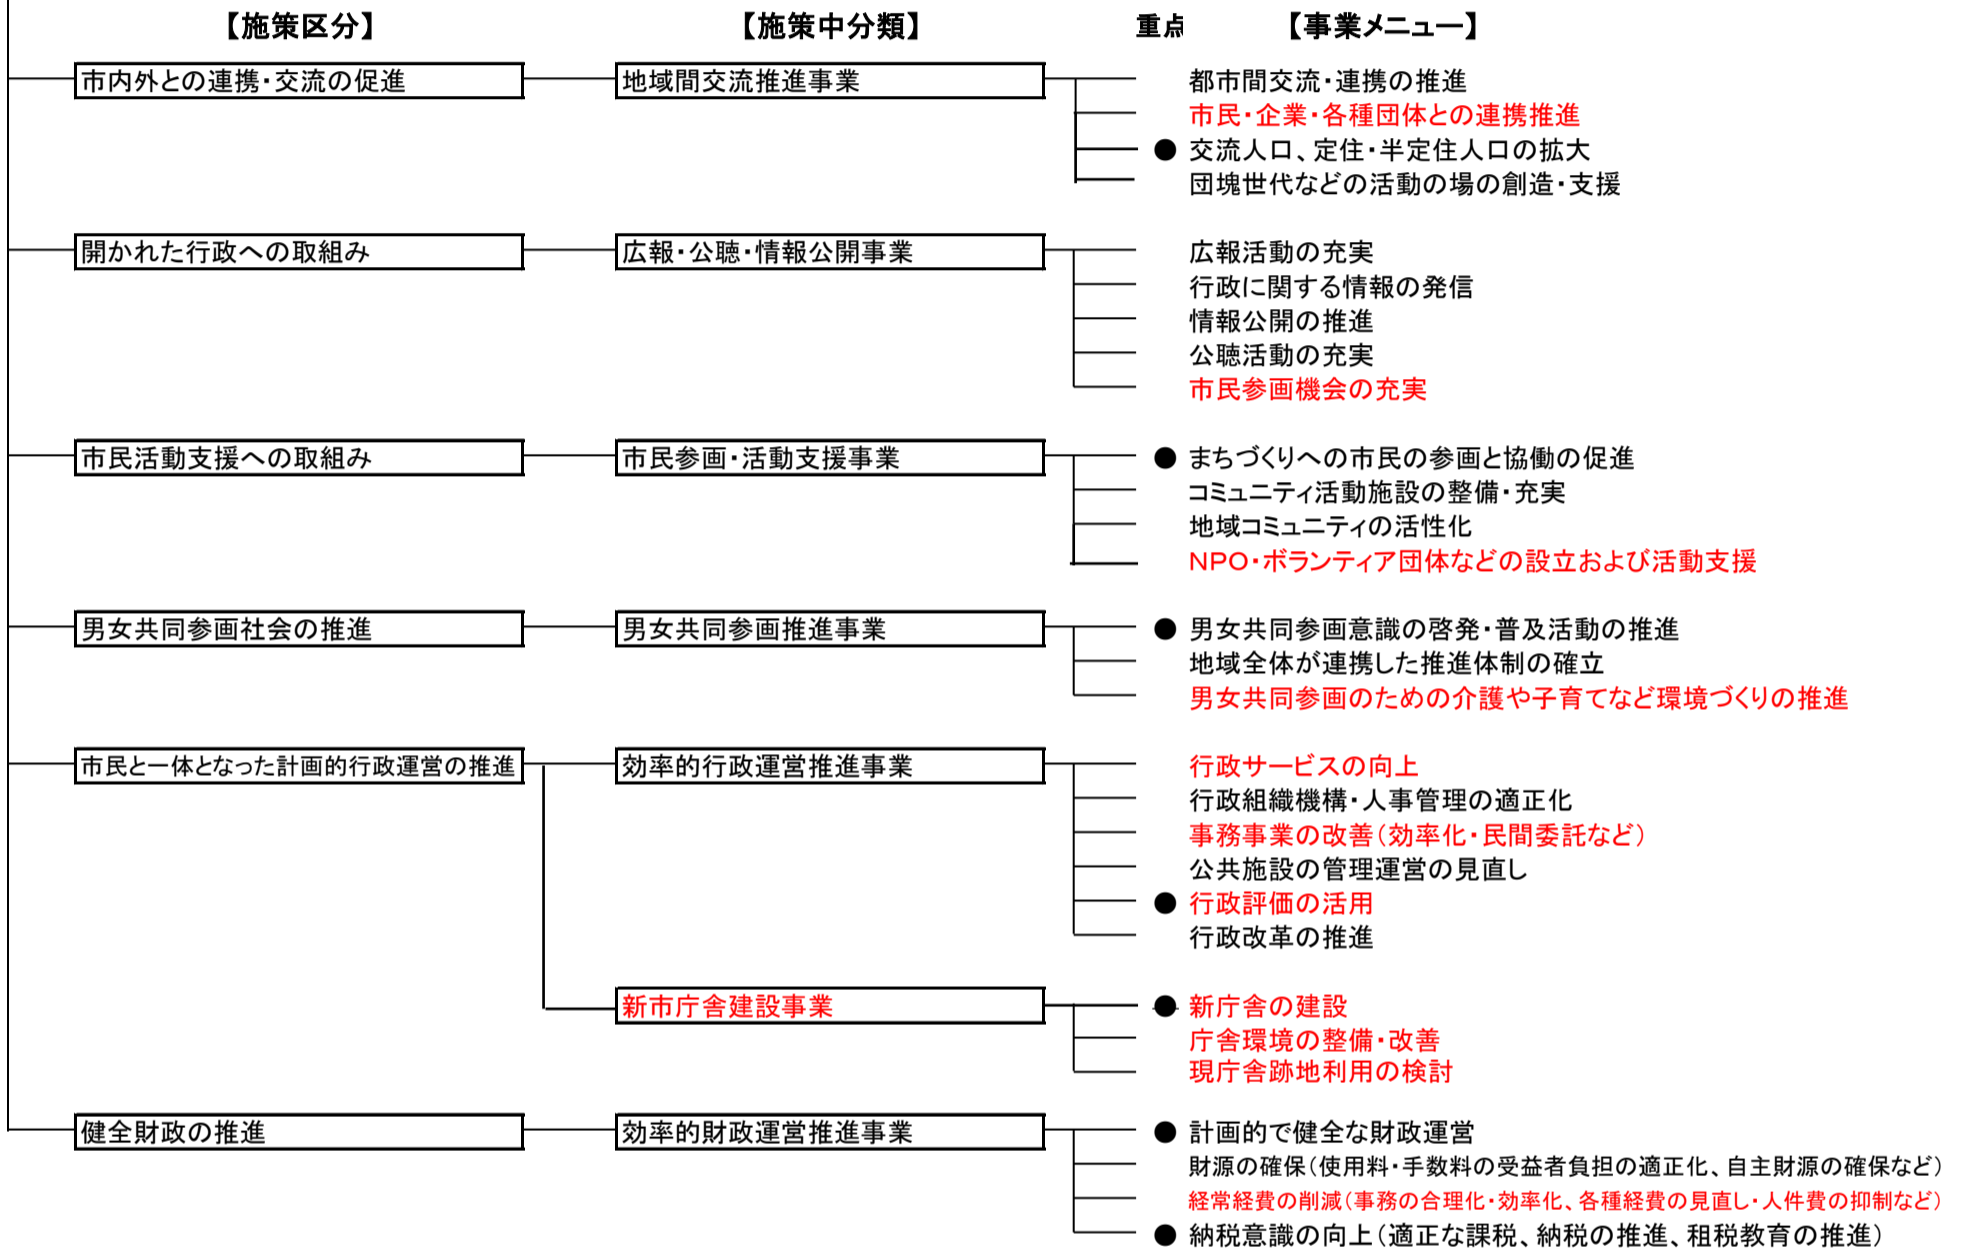 【施策区分】 【施策中分類】 重点 【事業メニュー】
市内外との連携・交流の促進 地域間交流推進事業 都市間交流・連携の推進
市民・企業・各種団体との連携推進
● 交流人口、定住・半定住人口の拡大
団塊世代などの活動の場の創造・支援
開かれた行政への取組み 広報・公聴・情報公開事業 広報活動の充実
行政に関する情報の発信
情報公開の推進
公聴活動の充実
市民参画機会の充実
市民活動支援への取組み 市民参画・活動支援事業 ● まちづくりへの市民の参画と協働の促進
コミュニティ活動施設の整備・充実
地域コミュニティの活性化
NPO・ボランティア団体などの設立および活動支援
男女共同参画社会の推進 男女共同参画推進事業 ● 男女共同参画意識の啓発・普及活動の推進
地域全体が連携した推進体制の確立
男女共同参画のための介護や子育てなど環境づくりの推進
市民と一体となった計画的行政運営の推進 効率的行政運営推進事業 行政サービスの向上
行政組織機構・人事管理の適正化
事務事業の改善（効率化・民間委託など）
公共施設の管理運営の見直し
● 行政評価の活用
行政改革の推進
新市庁舎建設事業 ● 新庁舎の建設
庁舎環境の整備・改善
現庁舎跡地利用の検討
健全財政の推進 効率的財政運営推進事業 ● 計画的で健全な財政運営
財源の確保（使用料・手数料の受益者負担の適正化、自主財源の確保など）
経常経費の削減（事務の合理化・効率化、各種経費の見直し・人件費の抑制など）
● 納税意識の向上（適正な課税、納税の推進、租税教育の推進）